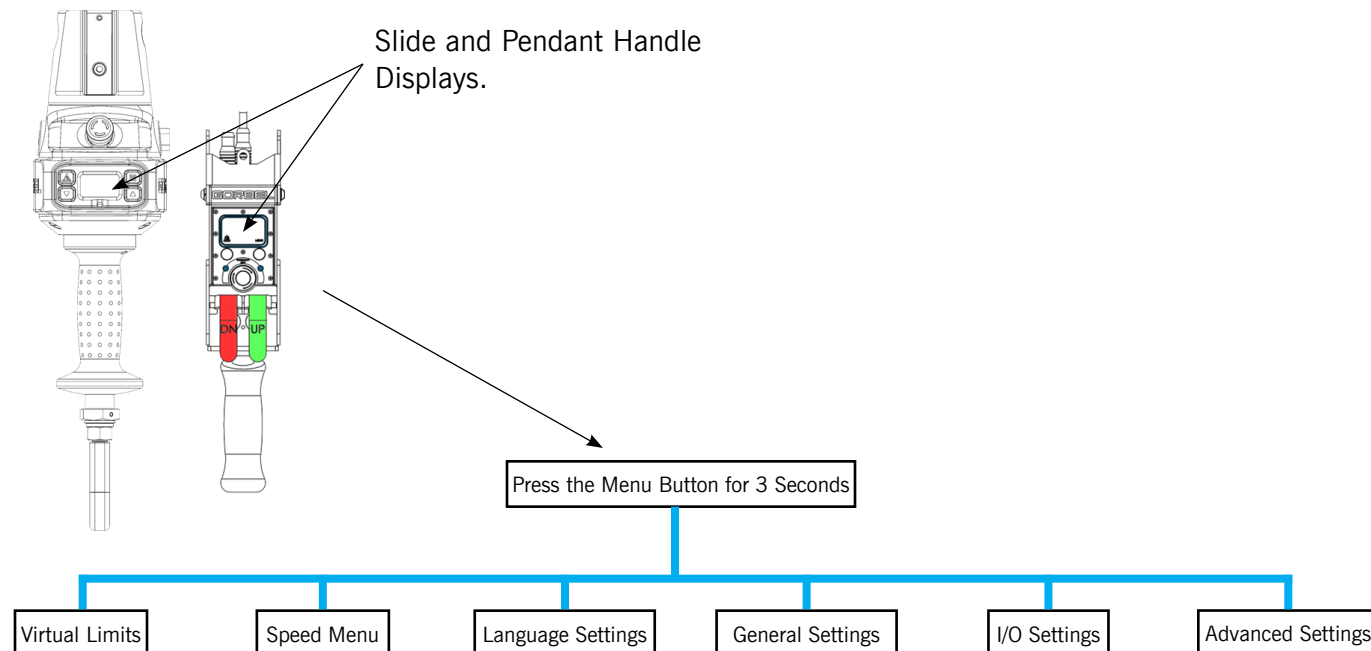 Slide and Pendant Handle
Displays.
GORBEL
DN UP
Press the Menu Button for 3 Seconds
Virtual Limits Speed Menu Language Settings General Settings I/O Settings Advanced Settings